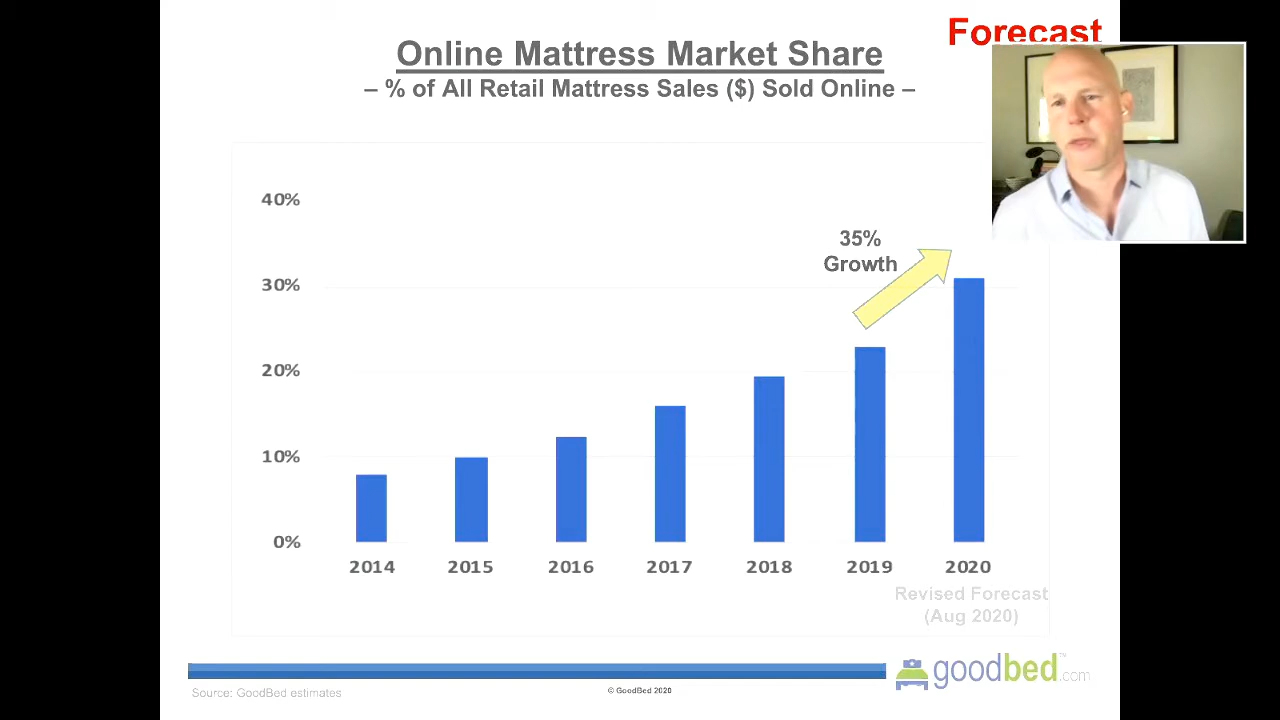 Forecast
Online Mattress Market Share
– % of All Retail Mattress Sales ($) Sold Online –
40%
35%
Growth
30%
20%
10%
0%
2014 2015 2016 2017 2018 2019 2020
Revised Forecast
(Aug 2020)
goodbed.com™
Source: GoodBed estimates
© GoodBed 2020